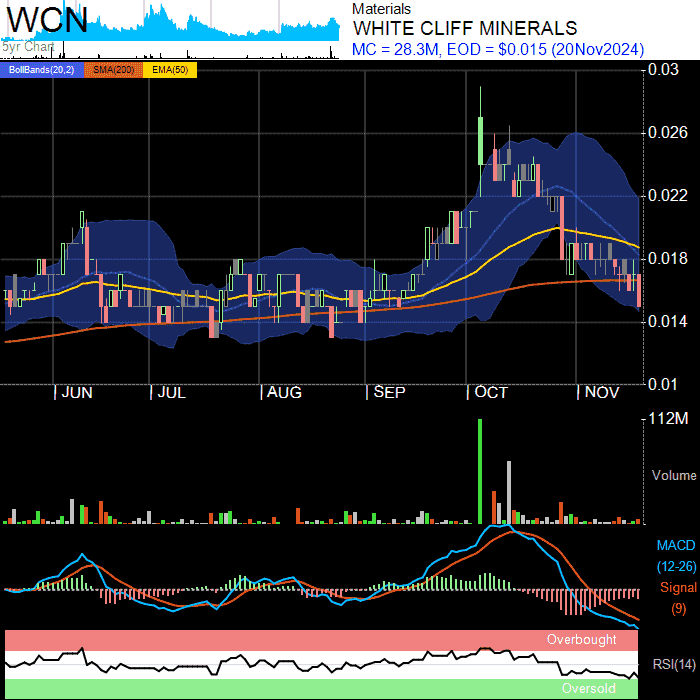 WCN
5yr Chart
Materials
WHITE CLIFF MINERALS
MC = 28.3M, EOD = $0.015 (20Nov2024)
BollBands(20,2) SMA(200) EMA(50)
0.03
0.026
0.022
0.018
0.014
0.01
JUN JUL AUG SEP OCT NOV
112M
Volume
MACD
(12-26)
Signal
(9)
Overbought
RSI(14)
Oversold